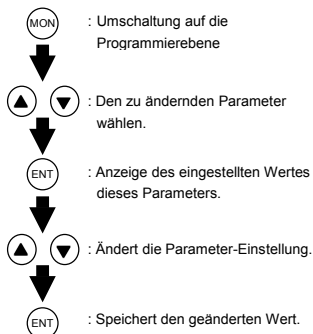 MON : Umschaltung auf die
Programmierebene
: Den zu ändernden Parameter
wählen.
ENT : Anzeige des eingestellten Wertes
dieses Parameters.
: Ändert die Parameter-Einstellung.
ENT : Speichert den geänderten Wert.